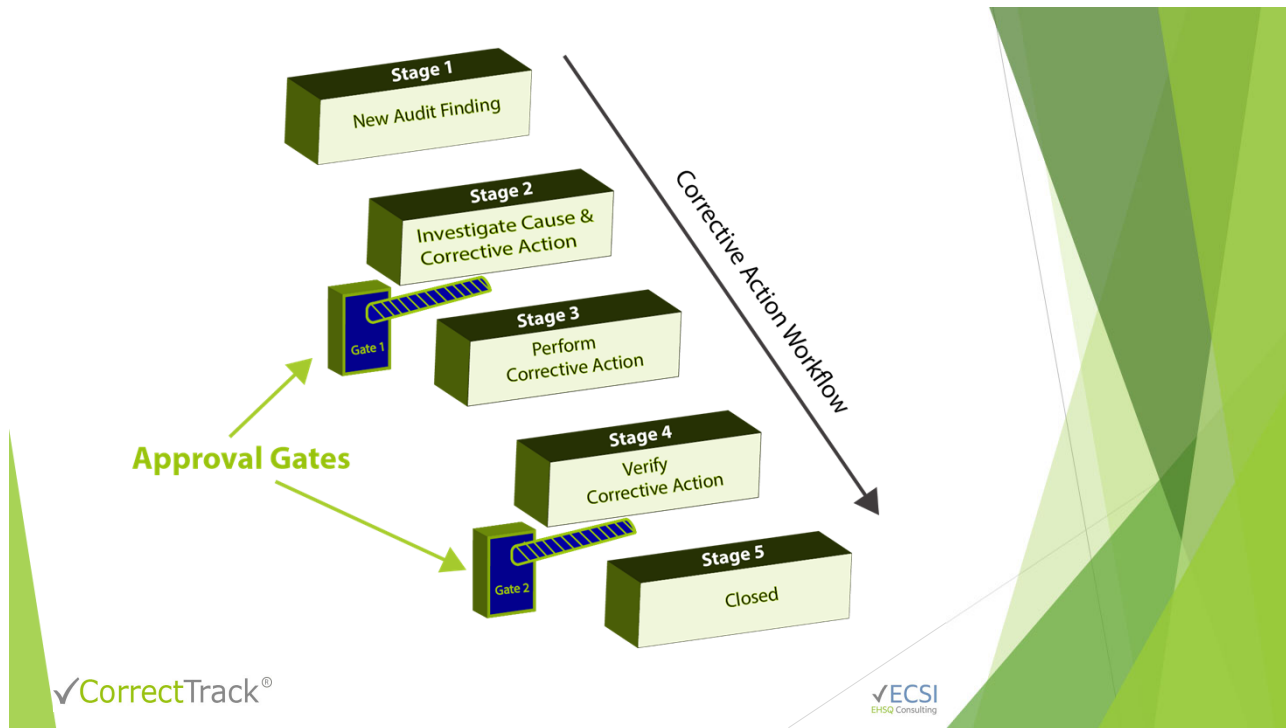 Stage 1
New Audit Finding
Stage 2
Investigate Cause &
Corrective Action
Gate 1
Stage 3
Perform
Corrective Action
Corrective Action Workflow
Approval Gates
Stage 4
Verify
Corrective Action
Gate 2
Stage 5
Closed
✓CorrectTrack®
✓ECSI
EHSQ Consulting